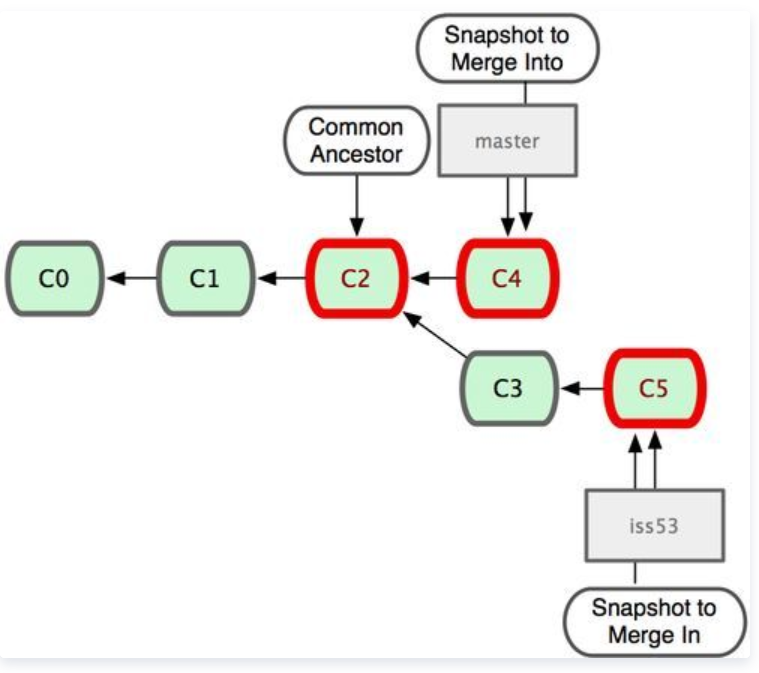 Snapshot to
Merge Into
Common
Ancestor
master
C0
C1
C2
C4
C3
C5
iss53
Snapshot to
Merge In